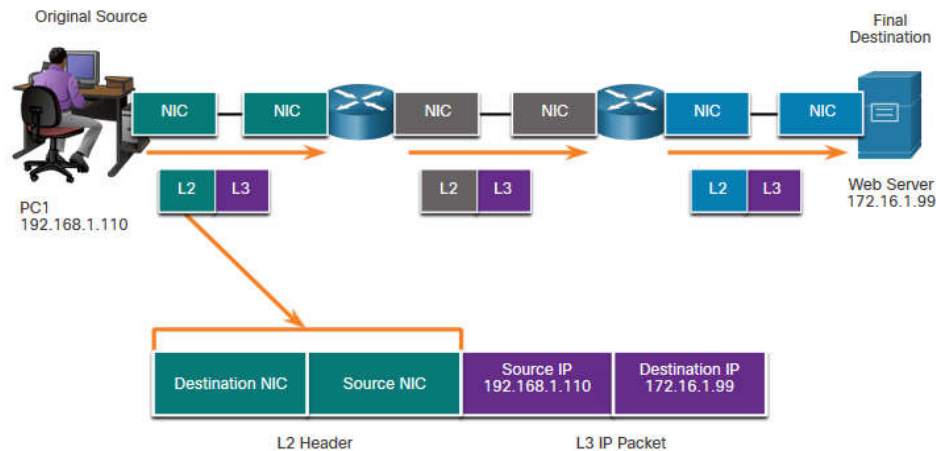 Original Source
Final
Destination
NIC
NIC
NIC
NIC
NIC
NIC
L2
L3
L2
L3
L2
L3
PC1
192.168.1.110
Web Server
172.16.1.99
Destination NIC
Source NIC
Source IP
192.168.1.110
Destination IP
172.16.1.99
L2 Header
L3 IP Packet